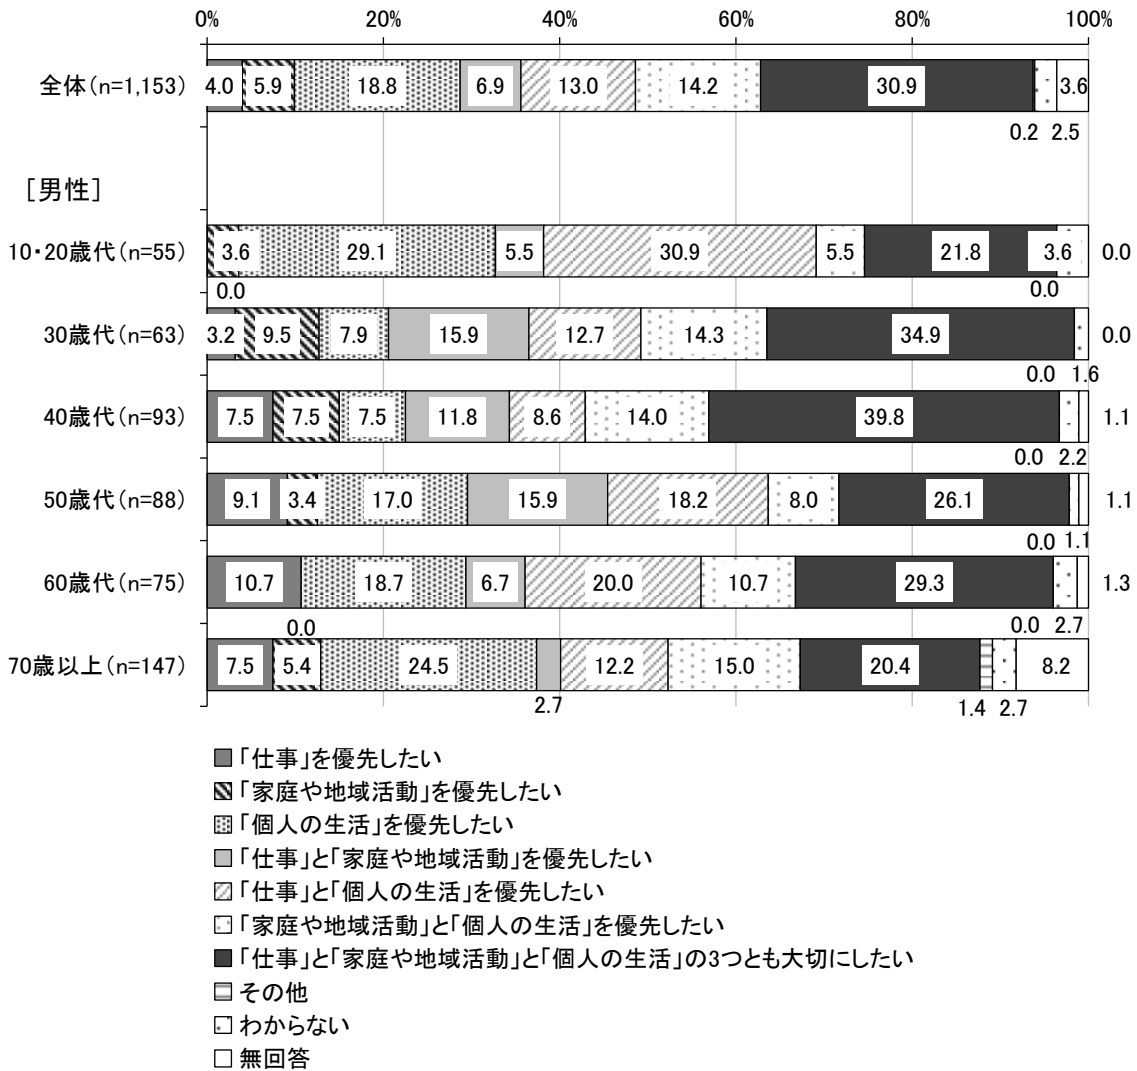 0% 20% 40% 60% 80% 100%
全体(n=1,153) 4.0 5.9 18.8 6.9 13.0 14.2 30.9 3.6
0.2 2.5
［男性］
10・20歳代(n=55) 3.6 29.1 5.5 30.9 5.5 21.8 3.6 0.0
0.0 0.0
30歳代(n=63) 3.2 9.5 7.9 15.9 12.7 14.3 34.9 0.0
0.0 1.6
40歳代(n=93) 7.5 7.5 7.5 11.8 8.6 14.0 39.8 1.1
0.0 2.2
50歳代(n=88) 9.1 3.4 17.0 15.9 18.2 8.0 26.1 1.1
0.0 1.1
60歳代(n=75) 10.7 18.7 6.7 20.0 10.7 29.3 1.3
0.0 0.0 2.7
70歳以上(n=147) 7.5 5.4 24.5 12.2 15.0 20.4 8.2
2.7 1.4 2.7
「仕事」を優先したい
「家庭や地域活動」を優先したい
「個人の生活」を優先したい
「仕事」と「家庭や地域活動」を優先したい
「仕事」と「個人の生活」を優先したい
「家庭や地域活動」と「個人の生活」を優先したい
「仕事」と「家庭や地域活動」と「個人の生活」の3つとも大切にしたい
その他
わからない
無回答